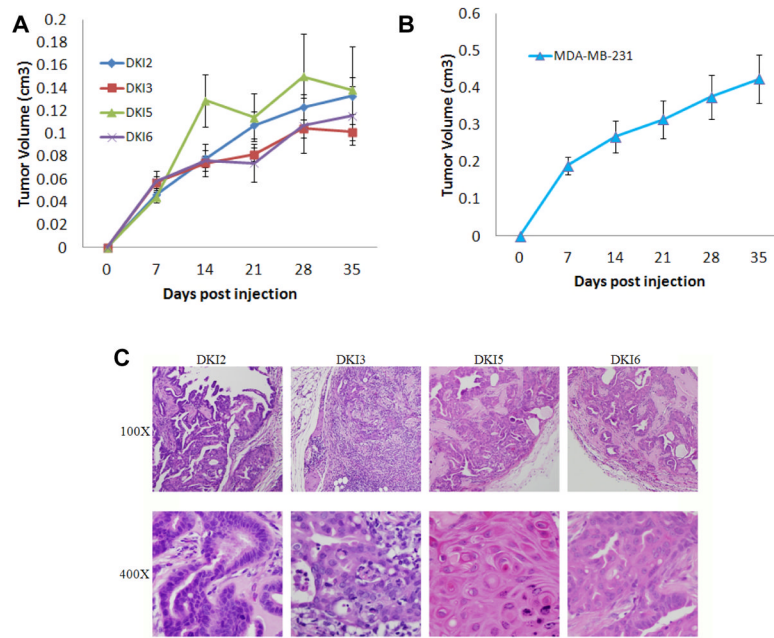 A
Tumor Volume (cm3)
0.2
0.18
0.16
0.14
0.12
0.1
0.08
0.06
0.04
0.02
0
DKI2
DKI3
DKI5
DKI6
0 7 14 21 28 35
Days post injection
B
Tumor Volume (cm3)
0.6
0.5
0.4
0.3
0.2
0.1
0
MDA-MB-231
0 7 14 21 28 35
Days post injection
C
DKI2 DKI3 DKI5 DKI6
100X
400X